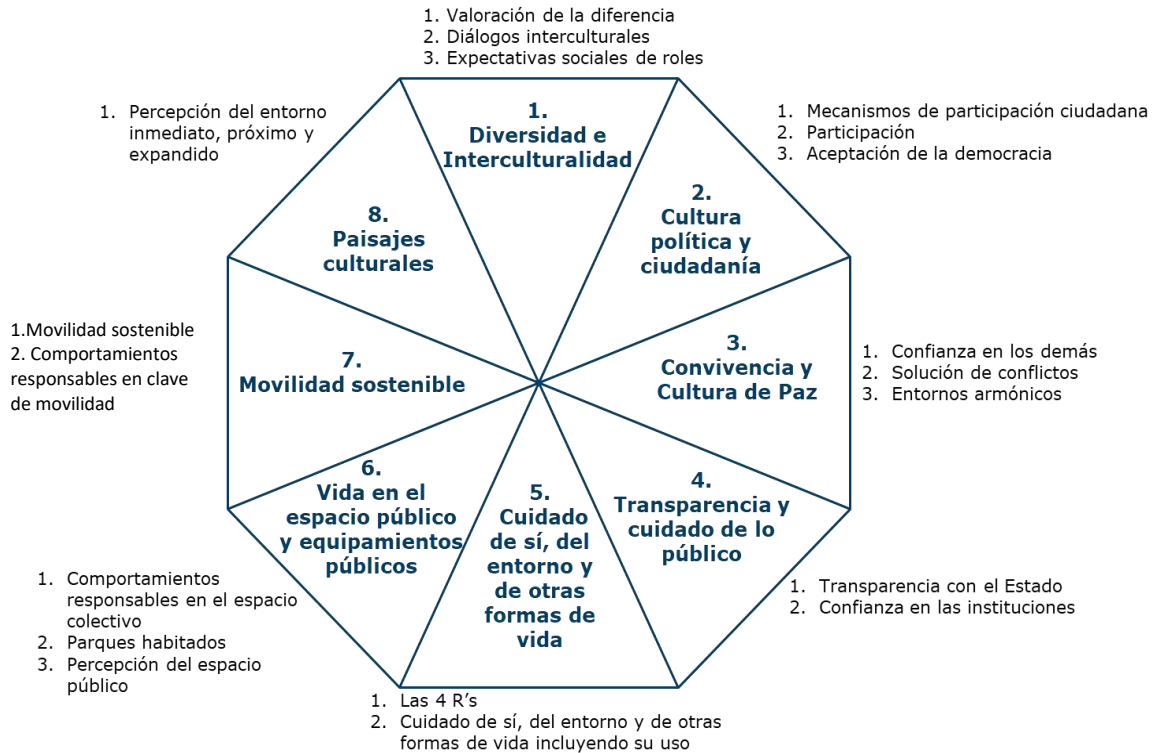 1. Valoración de la diferencia
2. Diálogos interculturales
3. Expectativas sociales de roles
1.
Diversidad e
Interculturalidad
1. Mecanismos de participación ciudadana
2. Participación
3. Aceptación de la democracia
2.
Cultura
política y
ciudadanía
1. Confianza en los demás
2. Solución de conflictos
3. Entornos armónicos
3.
Convivencia y
Cultura de Paz
4.
Transparencia y
cuidado de lo
público
1. Transparencia con el Estado
2. Confianza en las instituciones
5.
Cuidado
de sí, del
entorno y
de otras
formas de
vida
1. Las 4 R’s
2. Cuidado de sí, del entorno y de otras
formas de vida incluyendo su uso
6.
Vida en el
espacio público
y equipamientos
públicos
1. Comportamientos
responsables en el espacio
colectivo
2. Parques habitados
3. Percepción del espacio
público
7.
Movilidad sostenible
1.Movilidad sostenible
2. Comportamientos
responsables en clave
de movilidad
8.
Paisajes
culturales
1. Percepción del entorno
inmediato, próximo y
expandido